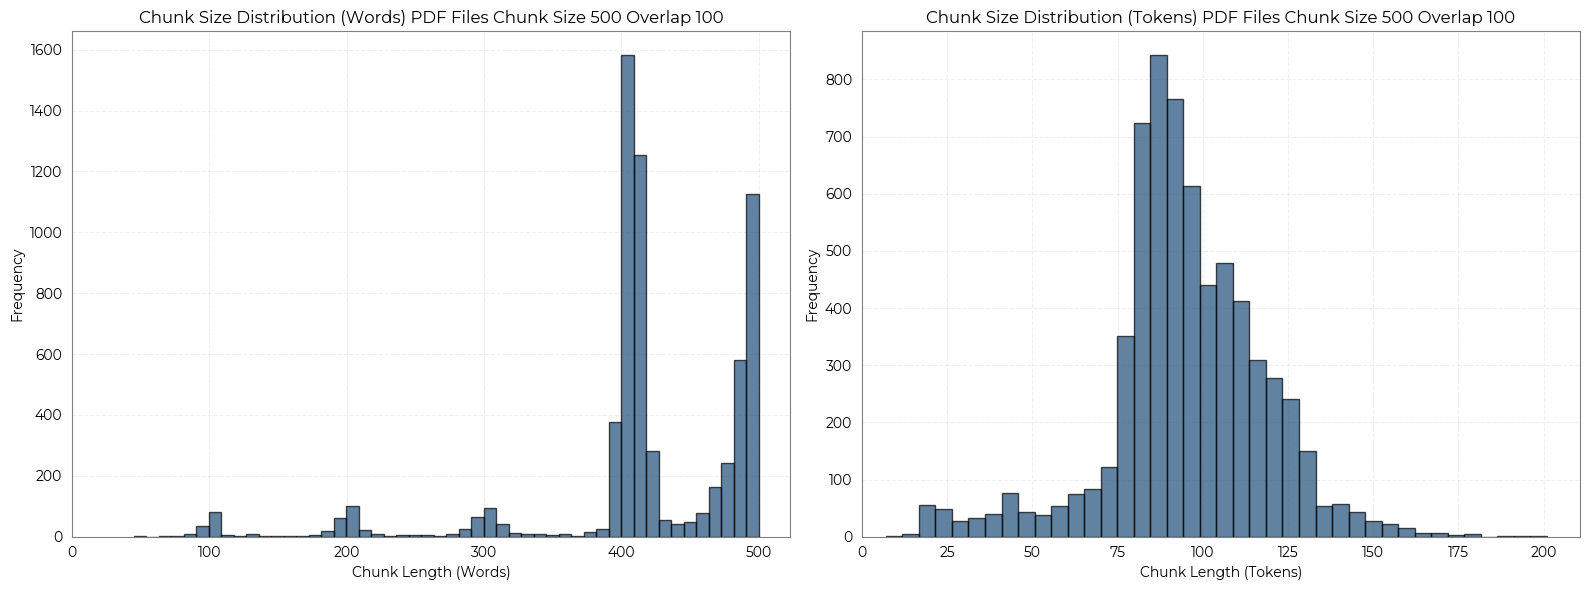 Chunk Size Distribution (Words) PDF Files Chunk Size 500 Overlap 100
1600
1400
1200
1000
800
600
400
200
0
Frequency
0 100 200 300 400 500
Chunk Length (Words)
Chunk Size Distribution (Tokens) PDF Files Chunk Size 500 Overlap 100
800
700
600
500
400
300
200
100
0
Frequency
0 25 50 75 100 125 150 175 200
Chunk Length (Tokens)